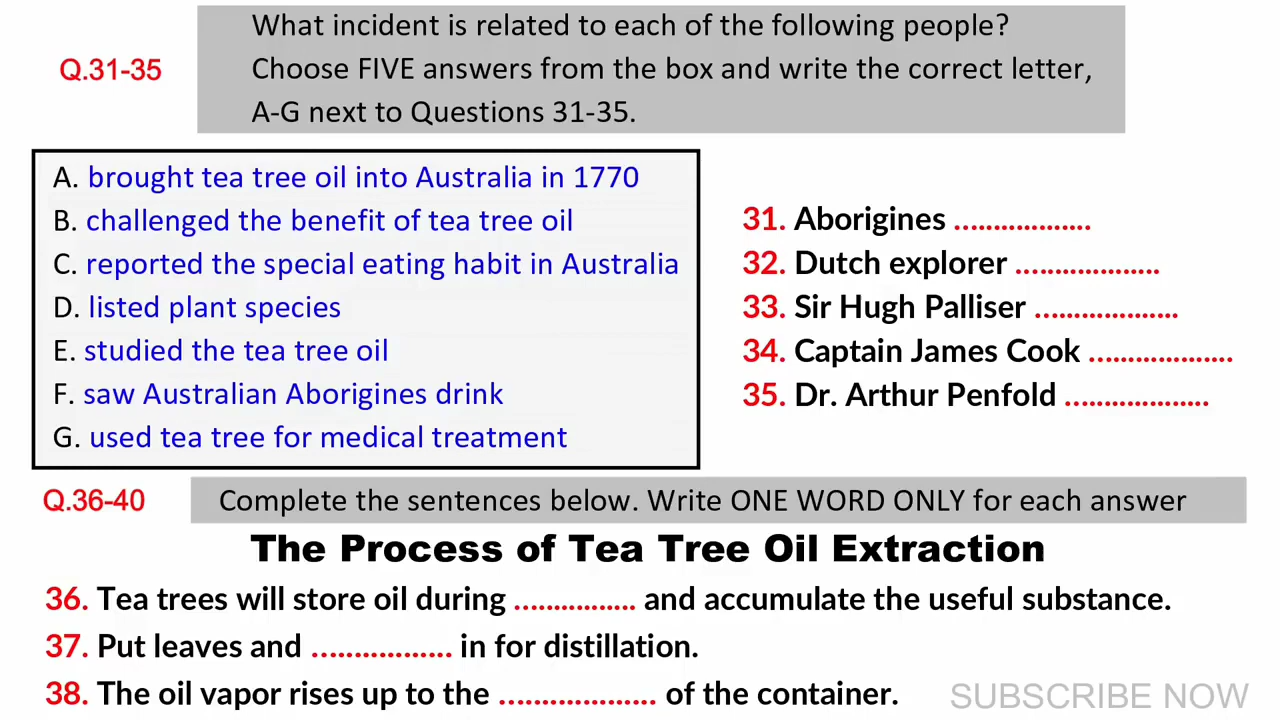 What incident is related to each of the following people?
Q.31-35 Choose FIVE answers from the box and write the correct letter,
A-G next to Questions 31-35.
A. brought tea tree oil into Australia in 1770
B. challenged the benefit of tea tree oil
C. reported the special eating habit in Australia
D. listed plant species
E. studied the tea tree oil
F. saw Australian Aborigines drink
G. used tea tree for medical treatment
31. Aborigines ..................
32. Dutch explorer ...................
33. Sir Hugh Palliser ...................
34. Captain James Cook ...................
35. Dr. Arthur Penfold ...................
Q.36-40 Complete the sentences below. Write ONE WORD ONLY for each answer
The Process of Tea Tree Oil Extraction
36. Tea trees will store oil during ................ and accumulate the useful substance.
37. Put leaves and .................. in for distillation.
38. The oil vapor rises up to the .................... of the container.
SUBSCRIBE NOW